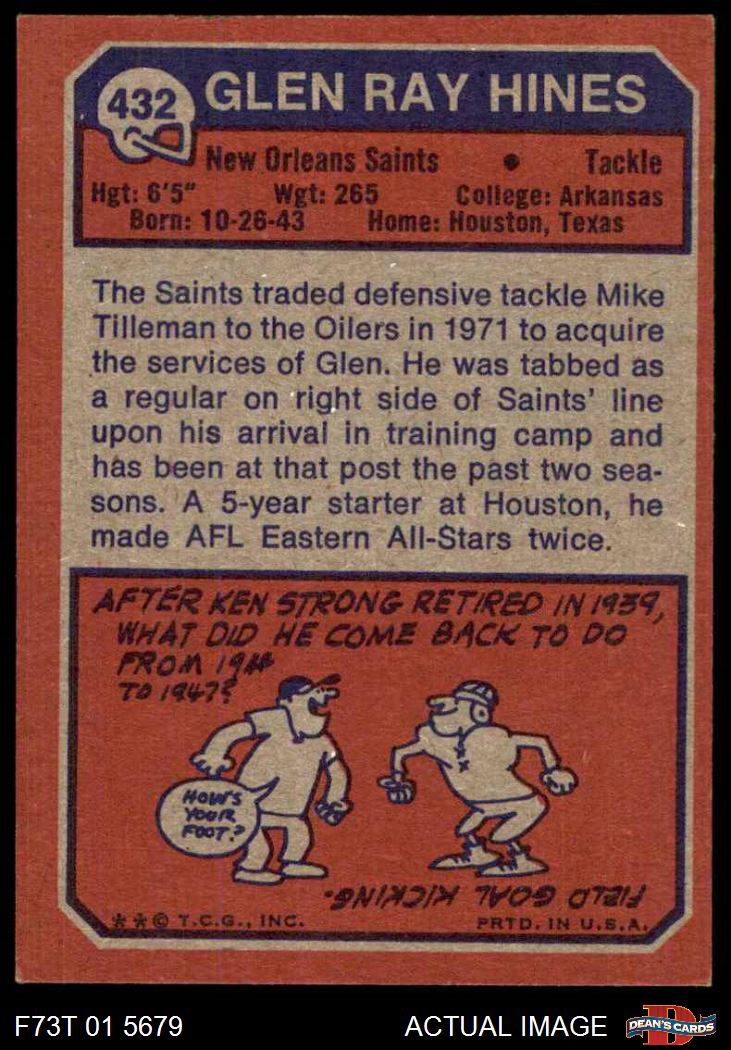 432
GLEN RAY HINES
New Orleans Saints • Tackle
Hgt: 6'5" Wgt: 265 College: Arkansas
Born: 10-26-43 Home: Houston, Texas
The Saints traded defensive tackle Mike
Tilleman to the Oilers in 1971 to acquire
the services of Glen. He was tabbed as
a regular on right side of Saints' line
upon his arrival in training camp and
has been at that post the past two sea-
sons. A 5-year starter at Houston, he
made AFL Eastern All-Stars twice.
AFTER KEN STRONG RETIRED IN 1939,
WHAT DID HE COME BACK TO DO
FROM 1944
TO 1947?
HOW'S
YOUR
FOOT?
FIELD GOAL KICKING.
**© T.C.G., INC. PRTD. IN U.S.A.
F73T 01 5679 ACTUAL IMAGE
D
DEAN'S CARDS